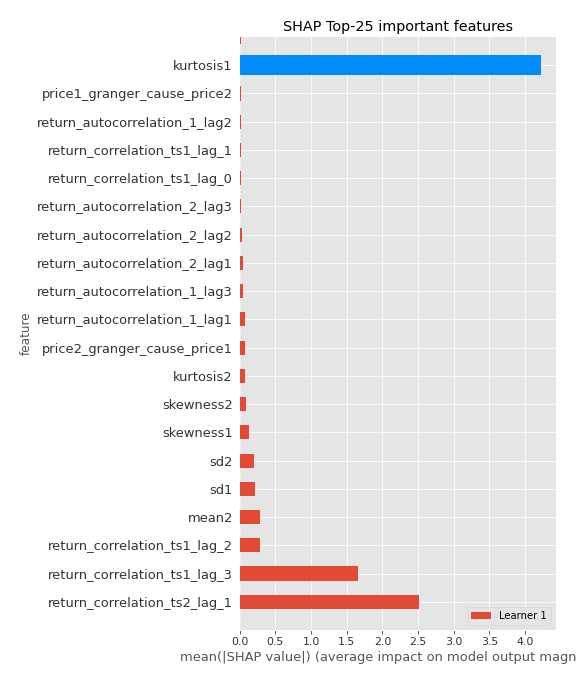 SHAP Top-25 important features
kurtosis1
price1_granger_cause_price2
return_autocorrelation_1_lag2
return_correlation_ts1_lag_1
return_correlation_ts1_lag_0
return_autocorrelation_2_lag3
return_autocorrelation_2_lag2
return_autocorrelation_2_lag1
return_autocorrelation_1_lag3
return_autocorrelation_1_lag1
price2_granger_cause_price1
kurtosis2
skewness2
skewness1
sd2
sd1
mean2
return_correlation_ts1_lag_2
return_correlation_ts1_lag_3
return_correlation_ts2_lag_1
feature
Learner 1
0.0 0.5 1.0 1.5 2.0 2.5 3.0 3.5 4.0
mean(|SHAP value|) (average impact on model output magn